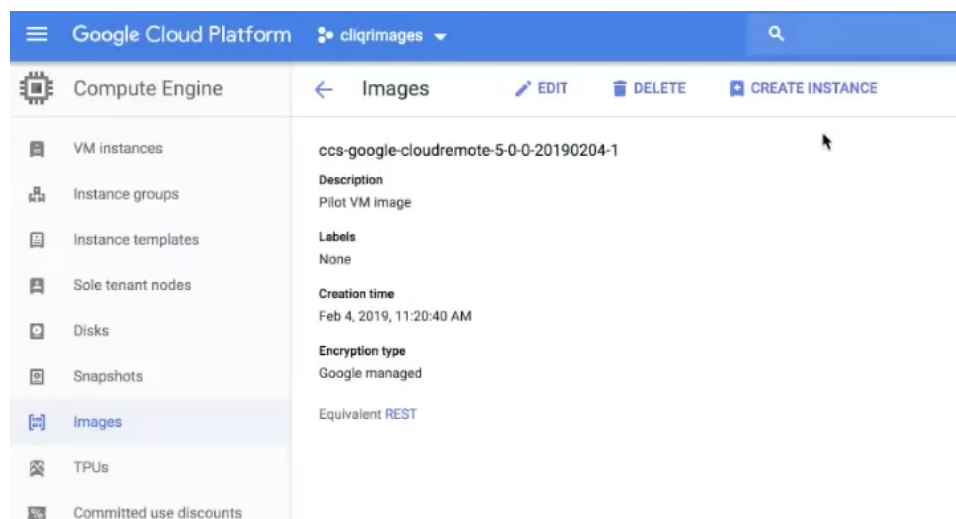 Google Cloud Platform cliqrimages
Compute Engine
Images EDIT DELETE CREATE INSTANCE
VM instances
Instance groups
Instance templates
Sole tenant nodes
Disks
Snapshots
Images
TPUs
Committed use discounts
ccs-google-cloudremote-5-0-0-20190204-1
Description
Pilot VM image
Labels
None
Creation time
Feb 4, 2019, 11:20:40 AM
Encryption type
Google managed
Equivalent REST